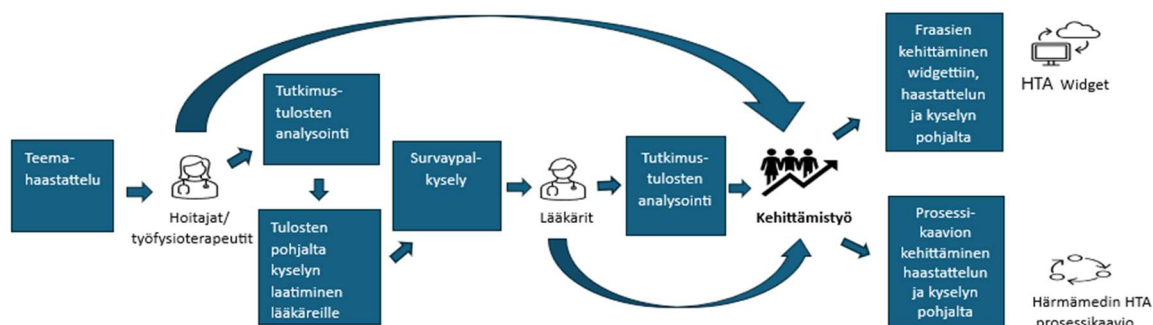 Teema-
haastattelu
Hoitajat/
työfysioterapeutit
Tutkimus-
tulosten
analysointi
Tulosten
pohjalta
kyselyn
laatiminen
lääkäreille
Survaypal-
kysely
Lääkärit
Tutkimus-
tulosten
analysointi
Kehittämistyö
Fraasien
kehittäminen
widgettiin,
haastattelun
ja kyselyn
pohjalta
HTA Widget
Prosessi-
kaavion
kehittäminen
haastattelun
ja kyselyn
pohjalta
Härmämedin HTA
prosessikaavio